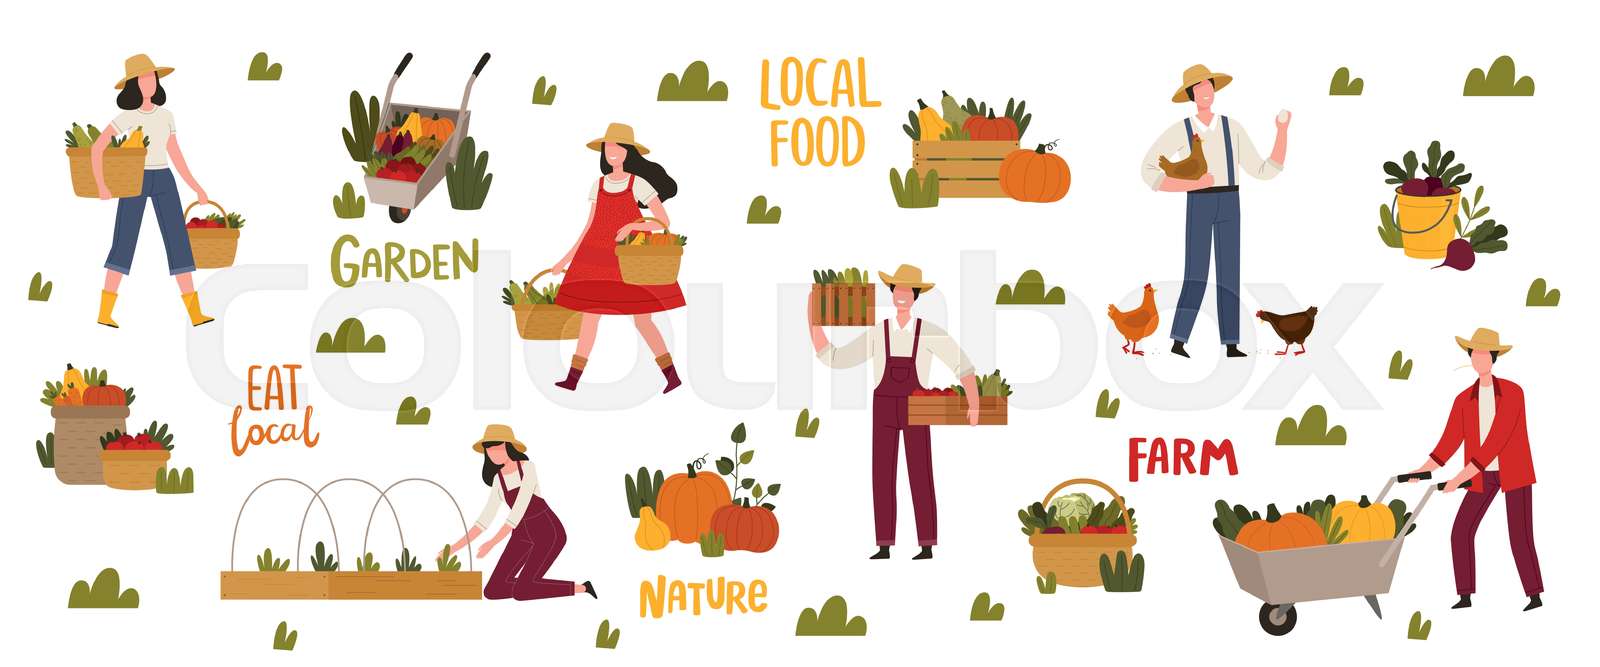 LOCAL
FOOD
GARDEN
EAT
local
FARM
NATURE
Colourbox